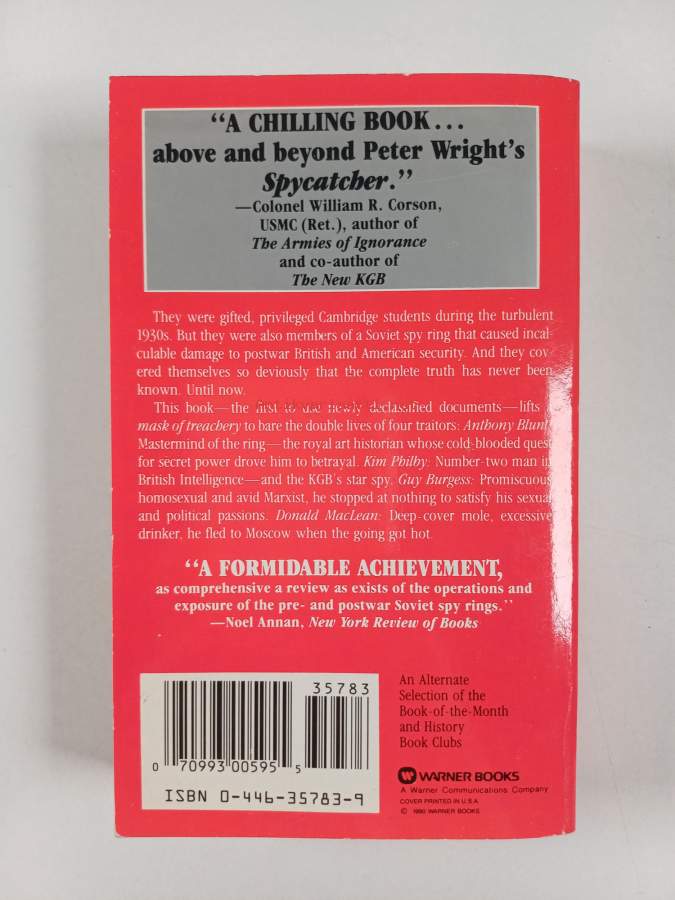 “A CHILLING BOOK...
above and beyond Peter Wright’s
Spycatcher.”
—Colonel William R. Corson,
USMC (Ret.), author of
The Armies of Ignorance
and co-author of
The New KGB
They were gifted, privileged Cambridge students during the turbulent
1930s. But they were also members of a Soviet spy ring that caused incal-
culable damage to postwar British and American security. And they cov-
ered themselves so deviously that the complete truth has never been
known. Until now.
This book—the first to use newly declassified documents—lifts
mask of treachery to bare the double lives of four traitors: Anthony Blunt:
Mastermind of the ring—the royal art historian whose cold-blooded quest
for secret power drove him to betrayal. Kim Philby: Number-two man in
British Intelligence—and the KGB’s star spy. Guy Burgess: Promiscuous
homosexual and avid Marxist, he stopped at nothing to satisfy his sexual
and political passions. Donald MacLean: Deep-cover mole, excessive
drinker, he fled to Moscow when the going got hot.
“A FORMIDABLE ACHIEVEMENT,
as comprehensive a review as exists of the operations and
exposure of the pre- and postwar Soviet spy rings.”
—Noel Annan, New York Review of Books
35783
0 70993 00595 5
ISBN 0-446-35783-9
An Alternate
Selection of the
Book-of-the-Month
and History
Book Clubs
WARNER BOOKS
A Warner Communications Company
COVER PRINTED IN U.S.A.
© 1990 WARNER BOOKS